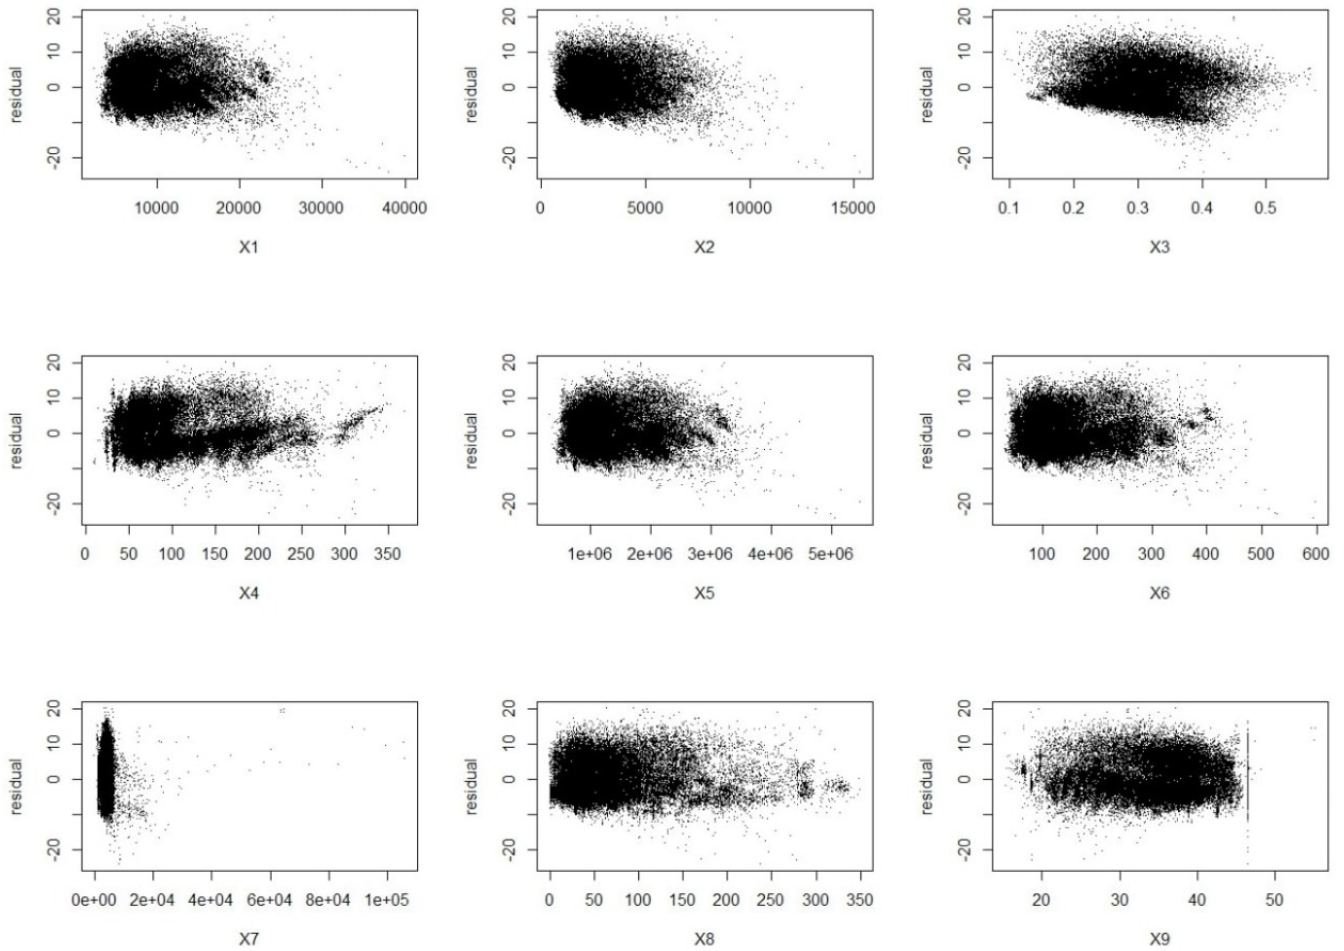 residual 20 10 0 -20 10000 20000 30000 40000 X1
residual 20 10 0 -20 0 5000 10000 15000 X2
residual 20 10 0 -20 0.1 0.2 0.3 0.4 0.5 X3
residual 20 10 0 -20 0 50 100 150 200 250 300 350 X4
residual 20 10 0 -20 1e+06 2e+06 3e+06 4e+06 5e+06 X5
residual 20 10 0 -20 100 200 300 400 500 600 X6
residual 20 10 0 -20 0e+00 2e+04 4e+04 6e+04 8e+04 1e+05 X7
residual 20 10 0 -20 0 50 100 150 200 250 300 350 X8
residual 20 10 0 -20 20 30 40 50 X9